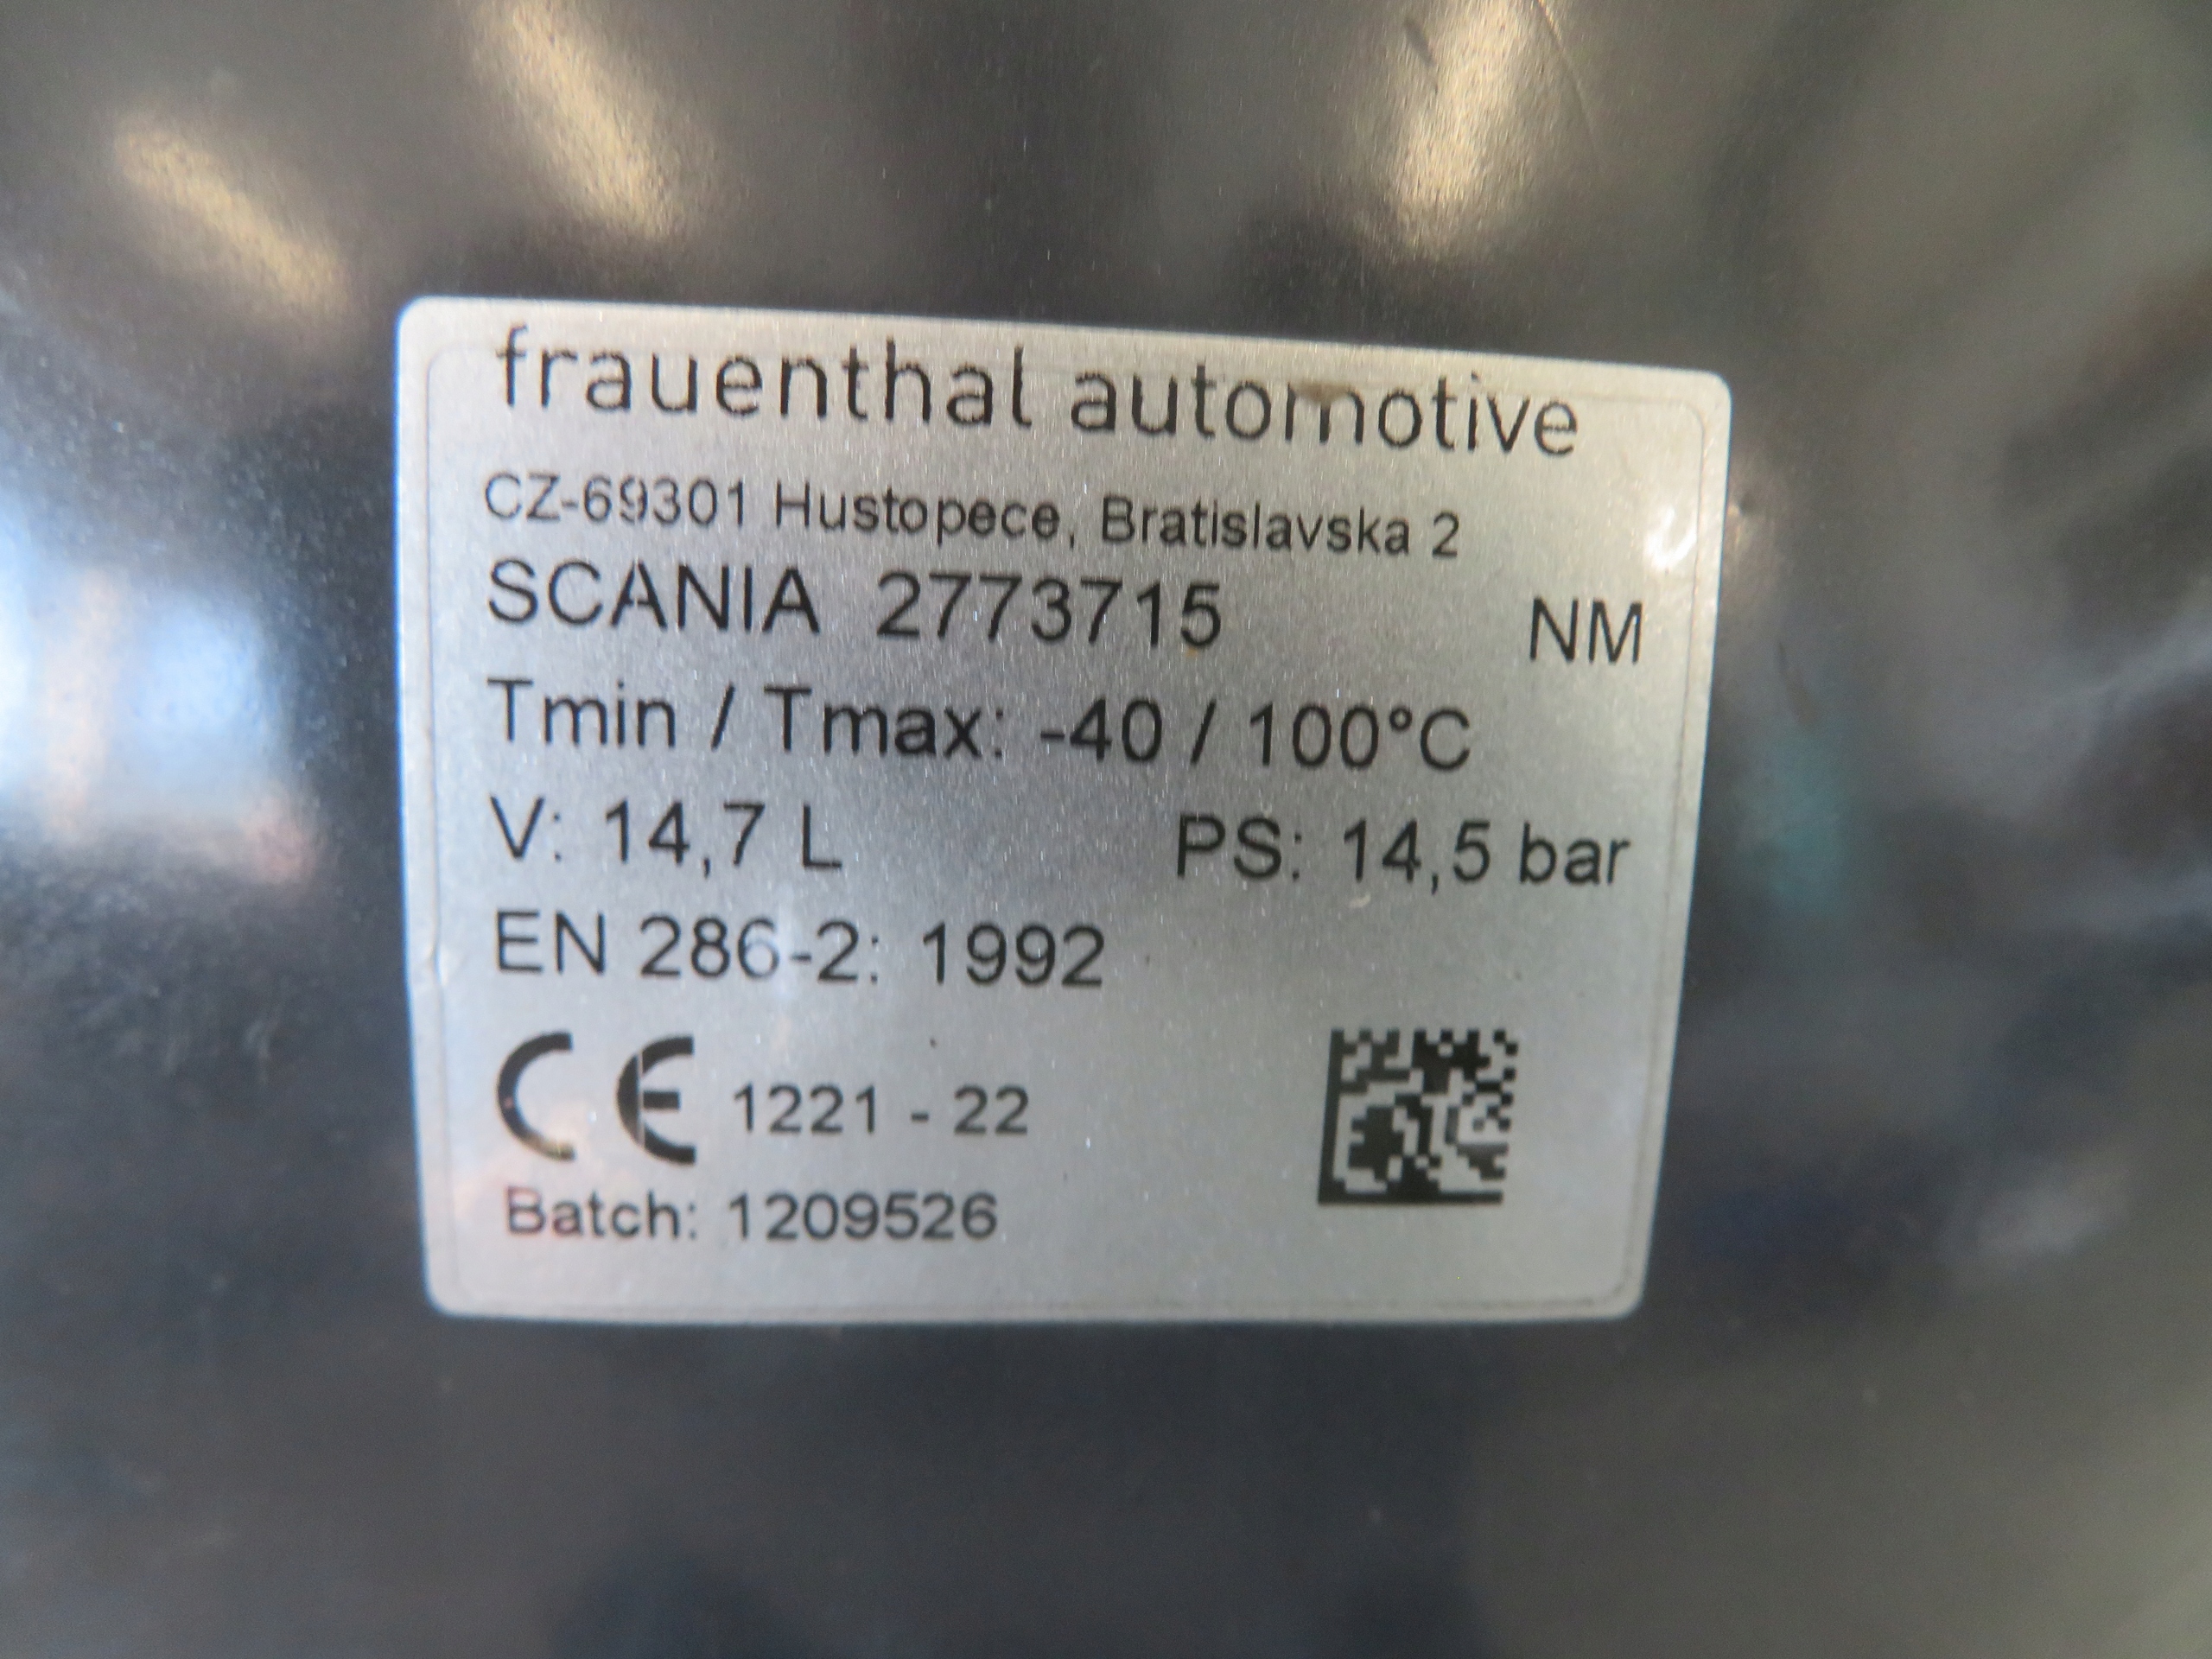 frauenthal automotive
CZ-69301 Hustopece, Bratislavska 2
SCANIA 2773715 NM
Tmin / Tmax: -40 / 100°C
V: 14,7 L PS: 14,5 bar
EN 286-2: 1992
CE 1221 - 22
Batch: 1209526